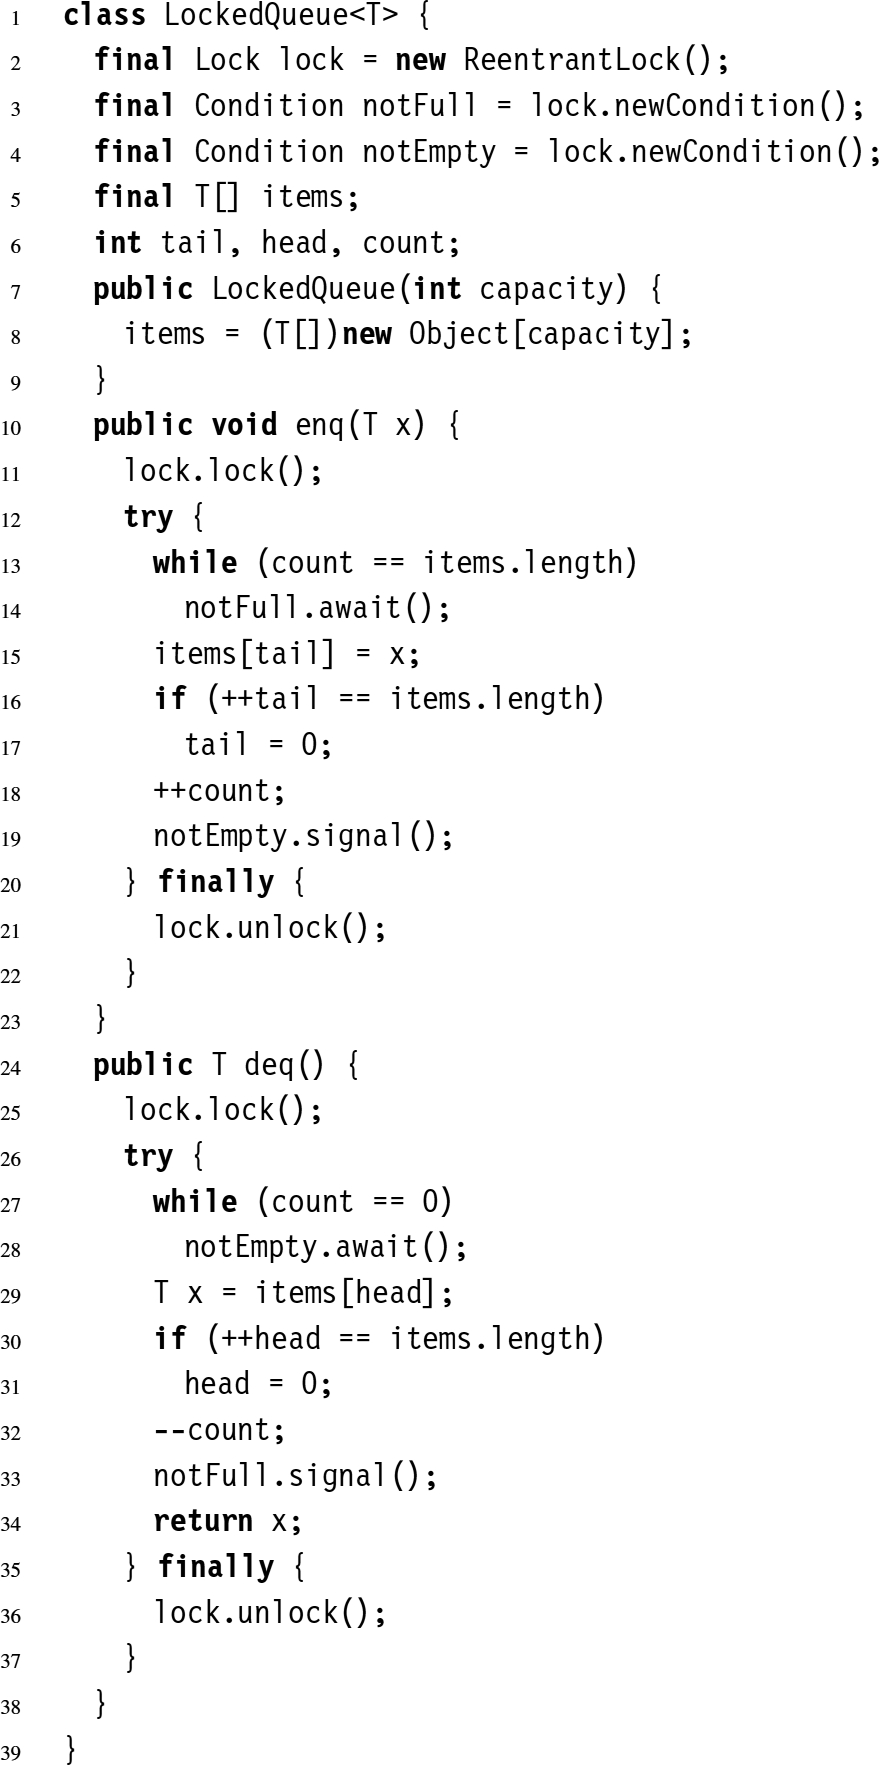 1 class LockedQueue<T> {
2 final Lock lock = new ReentrantLock();
3 final Condition notFull = lock.newCondition();
4 final Condition notEmpty = lock.newCondition();
5 final T[] items;
6 int tail, head, count;
7 public LockedQueue(int capacity) {
8 items = (T[])new Object[capacity];
9 }
10 public void enq(T x) {
11 lock.lock();
12 try {
13 while (count == items.length)
14 notFull.await();
15 items[tail] = x;
16 if (++tail == items.length)
17 tail = 0;
18 ++count;
19 notEmpty.signal();
20 } finally {
21 lock.unlock();
22 }
23 }
24 public T deq() {
25 lock.lock();
26 try {
27 while (count == 0)
28 notEmpty.await();
29 T x = items[head];
30 if (++head == items.length)
31 head = 0;
32 --count;
33 notFull.signal();
34 return x;
35 } finally {
36 lock.unlock();
37 }
38 }
39 }